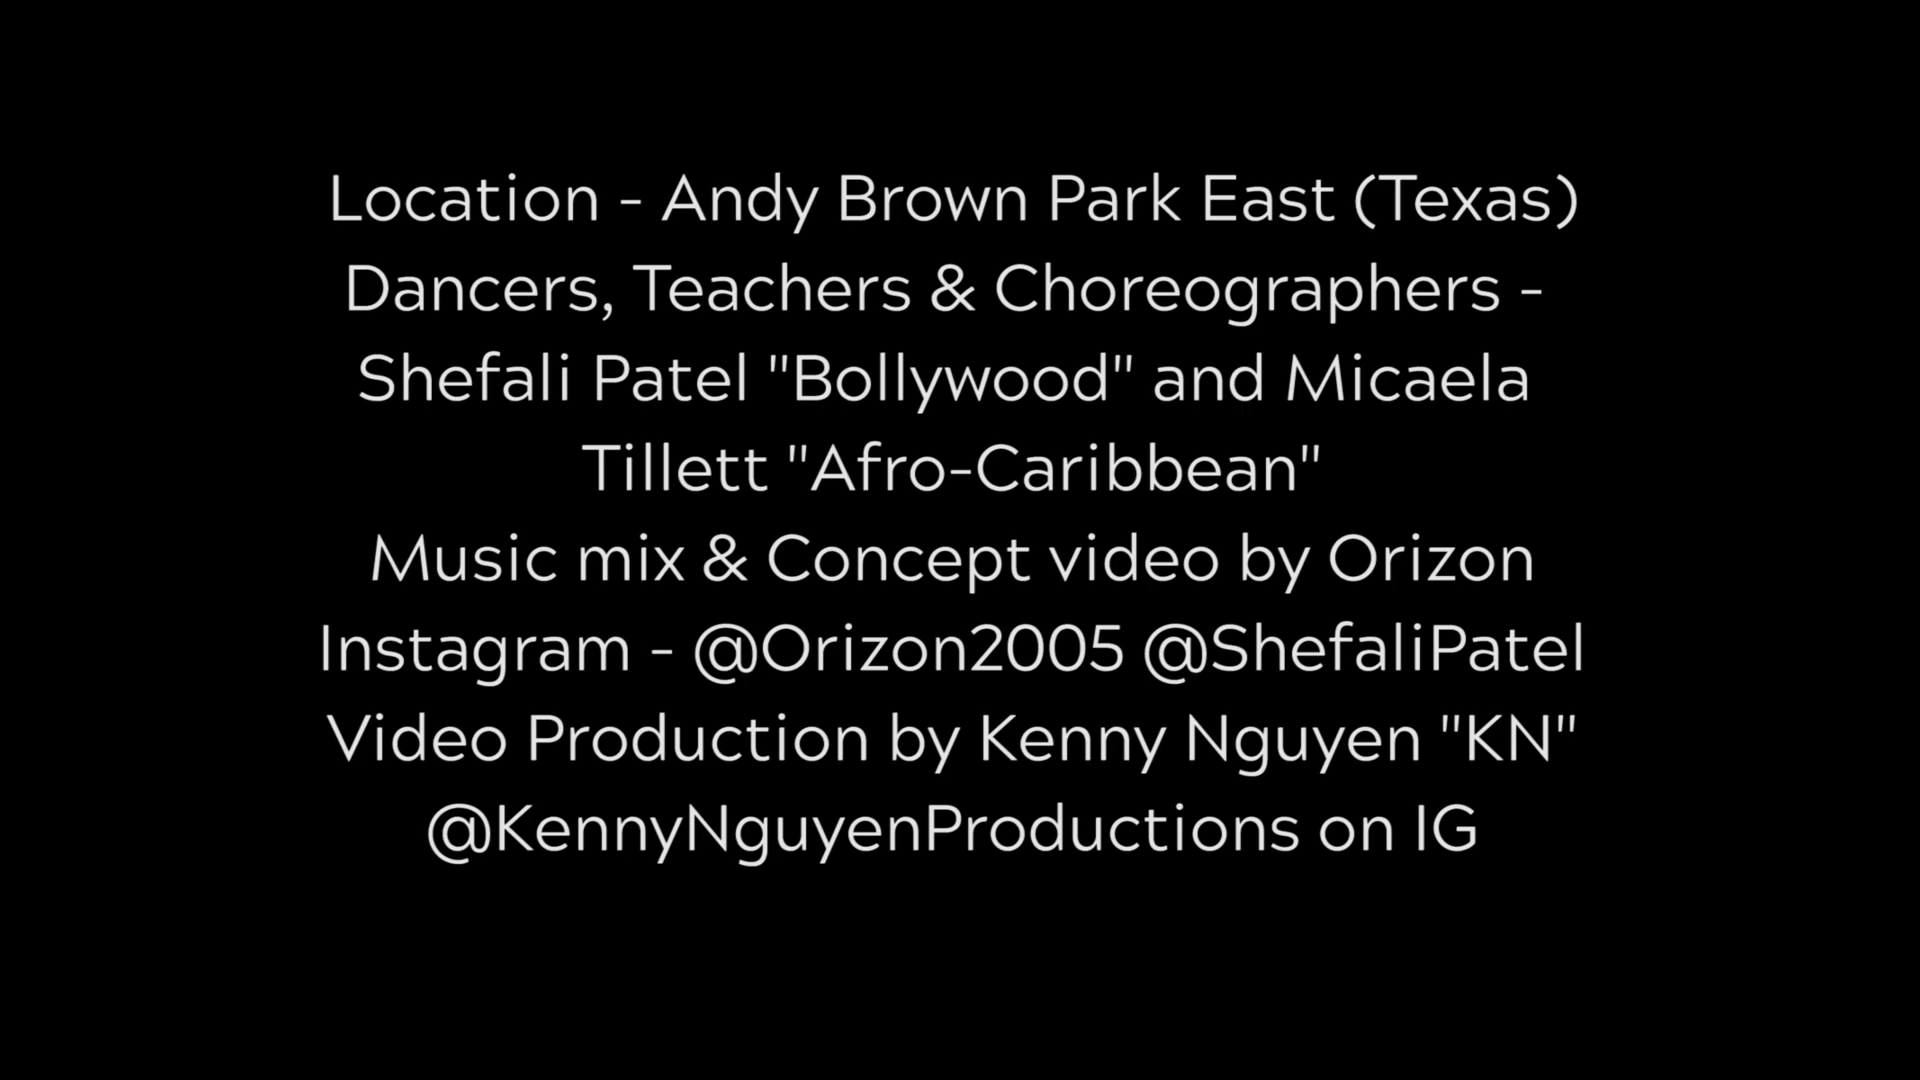 Location - Andy Brown Park East (Texas)
Dancers, Teachers & Choreographers -
Shefali Patel "Bollywood" and Micaela
Tillett "Afro-Caribbean"
Music mix & Concept video by Orizon
Instagram - @Orizon2005 @ShefaliPatel
Video Production by Kenny Nguyen "KN"
@KennyNguyenProductions on IG